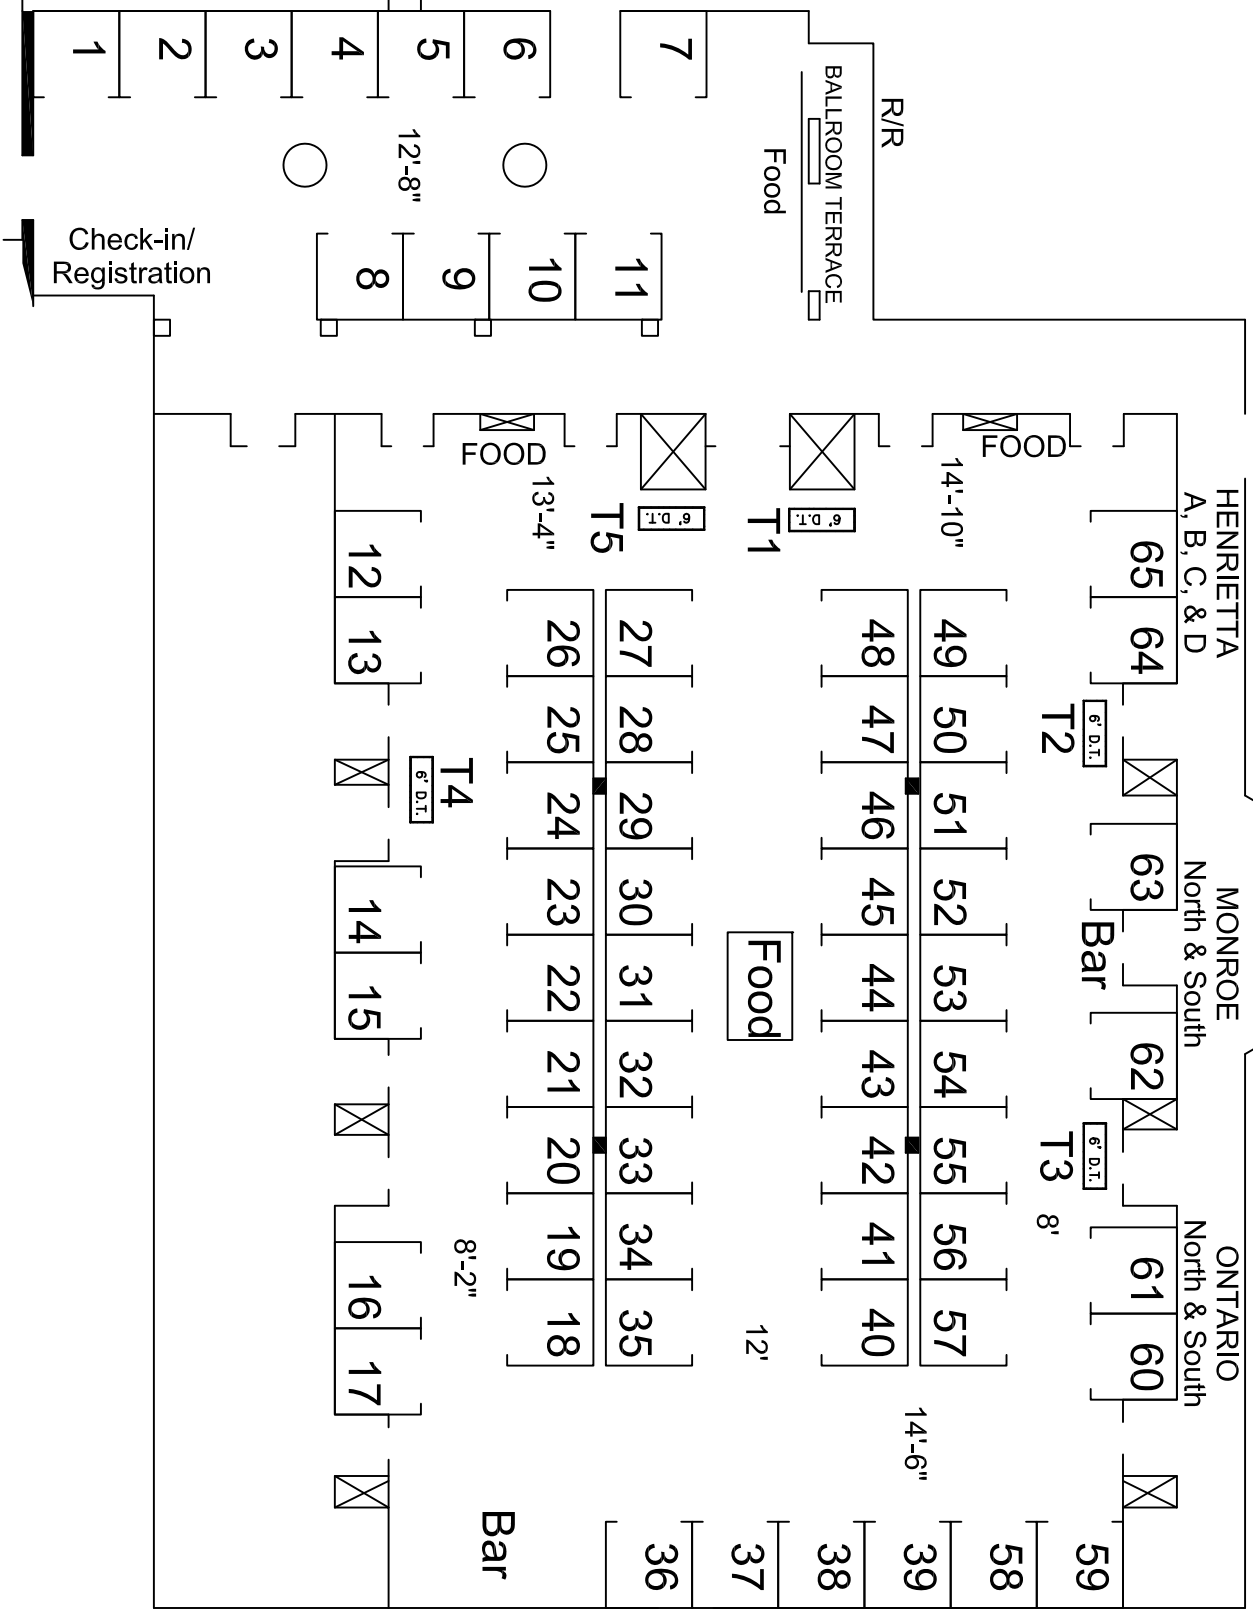 1
2
3
4
5
6
7
R/R
BALLROOM TERRACE
Food
12'-8"
Check-in/
Registration
8
9
10
11
FOOD
FOOD
13'-4"
14'-10"
T5
6' D.T.
T1
6' D.T.
HENRIETTA
A, B, C, & D
12
13
65
64
26
27
48
49
25
28
47
50
T2
6' D.T.
T4
6' D.T.
24
29
46
51
63
MONROE
North & South
14
23
30
45
52
Bar
Food
15
22
31
44
53
62
21
32
43
54
20
33
42
55
T3
6' D.T.
8'
8'-2"
16
19
34
41
56
61
ONTARIO
North & South
17
18
35
12'
40
57
60
14'-6"
Bar
36
37
38
39
58
59